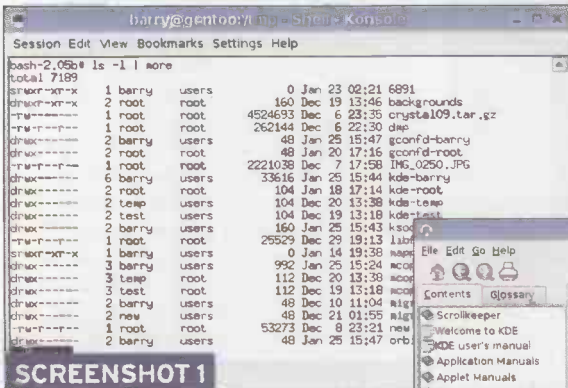 barry@gentoo:/tmp - Shell - Konsole
Session Edit View Bookmarks Settings Help
bash-2.05b# ls -l | more
total 7189
srwxr-xr-x 1 barry users 0 Jan 23 02:21 6891
drwx------ 2 root root 160 Dec 19 13:46 backgrounds
-rw------- 1 root root 4524693 Dec 6 23:35 crystal09.tar.gz
-rw-r--r-- 1 root root 262144 Dec 6 22:30 dmp
drwx------ 2 barry users 48 Jan 25 15:47 gconfd-barry
drwx------ 2 root root 48 Jan 20 17:16 gconfd-root
-rw-r--r-- 1 root root 2221038 Dec 7 17:58 IMG_0250.JPG
drwx------ 6 barry users 33616 Jan 25 15:44 kde-barry
drwx------ 2 root root 104 Jan 18 17:14 kde-root
drwx------ 2 temp users 104 Dec 20 13:38 kde-temp
drwx------ 2 test users 104 Dec 19 13:18 kde-test
drwx------ 2 barry users 160 Jan 25 15:43
-rw-r--r-- 1 root root 25529 Dec 29 19:13
srwxr-xr-x 1 barry users 0 Jan 14 19:38
drwx------ 3 barry users 992 Jan 25 15:24
drwx------ 3 temp root 112 Dec 20 13:38
drwx------ 3 test root 112 Dec 19 13:18
drwx------ 2 barry users 48 Dec 10 11:04
drwx------ 2 new users 48 Dec 21 01:55
-rw------- 1 root root 53273 Dec 8 23:21 new
drwx------ 2 barry users 48 Jan 25 15:47 orb
File Edit Go Help
Contents Glossary
Scrollkeeper
Welcome to KDE
KDE user's manual
Application Manuals
Applet Manuals
SCREENSHOT 1